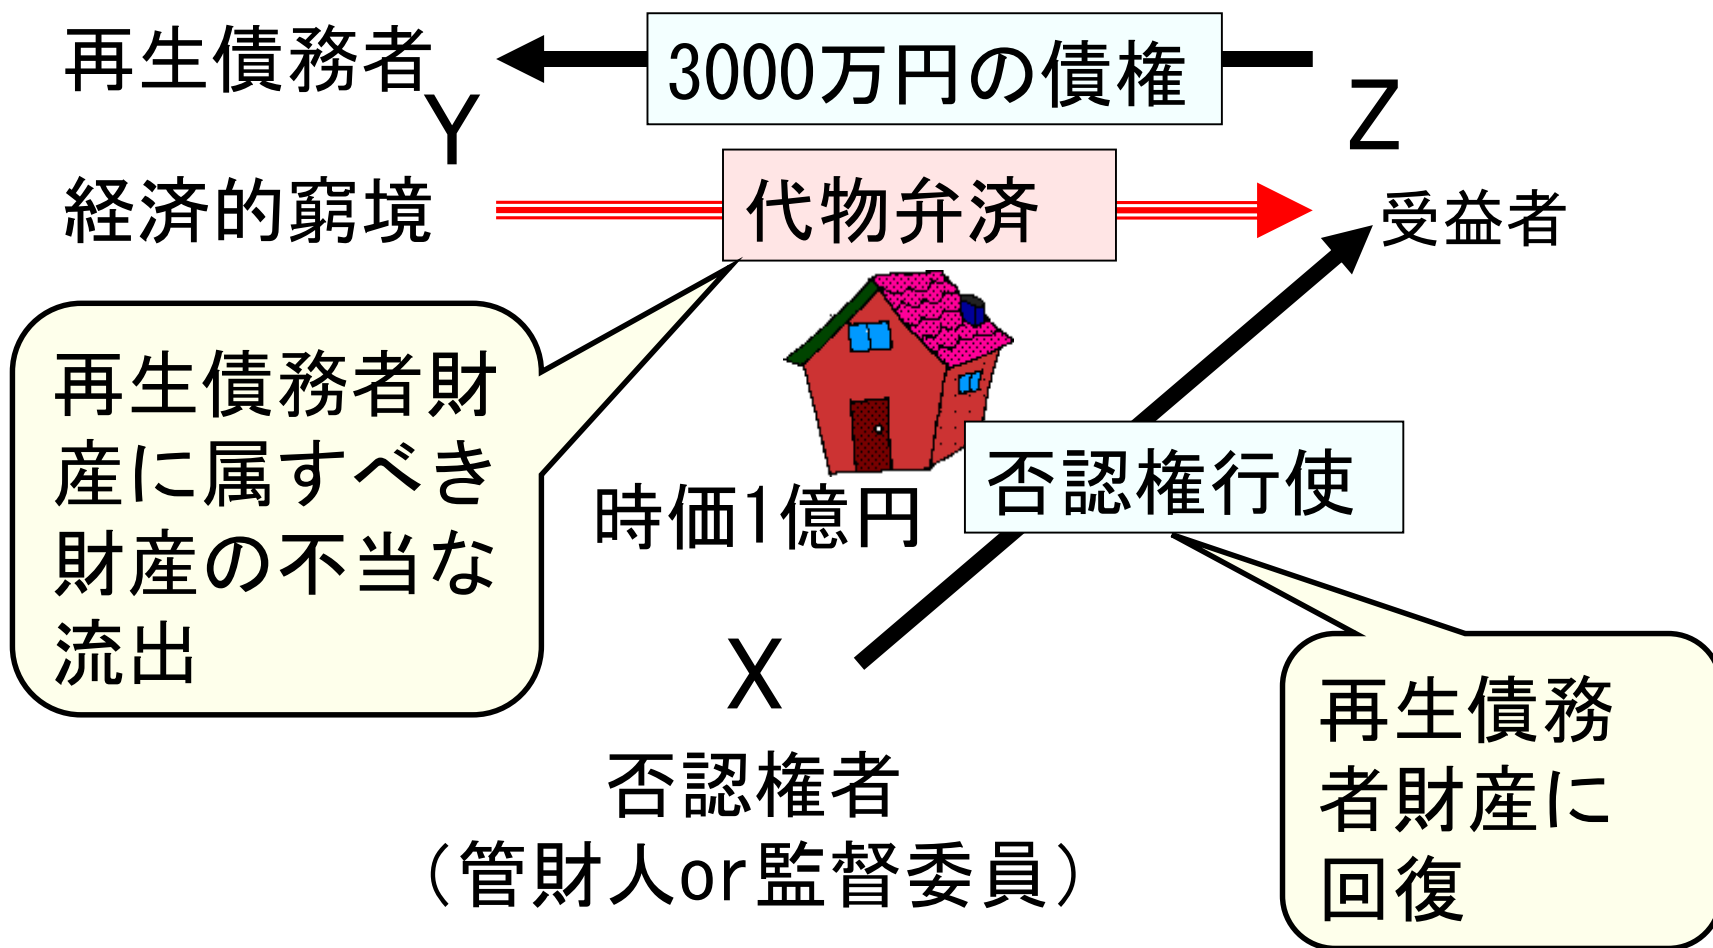 再生債務者
3000万円の債権
Y
Z
経済的窮境
代物弁済
受益者
再生債務者財
産に属すべき
財産の不当な
流出
時価1億円
否認権行使
X
否認権者
(管財人or監督委員)
再生債務
者財産に
回復